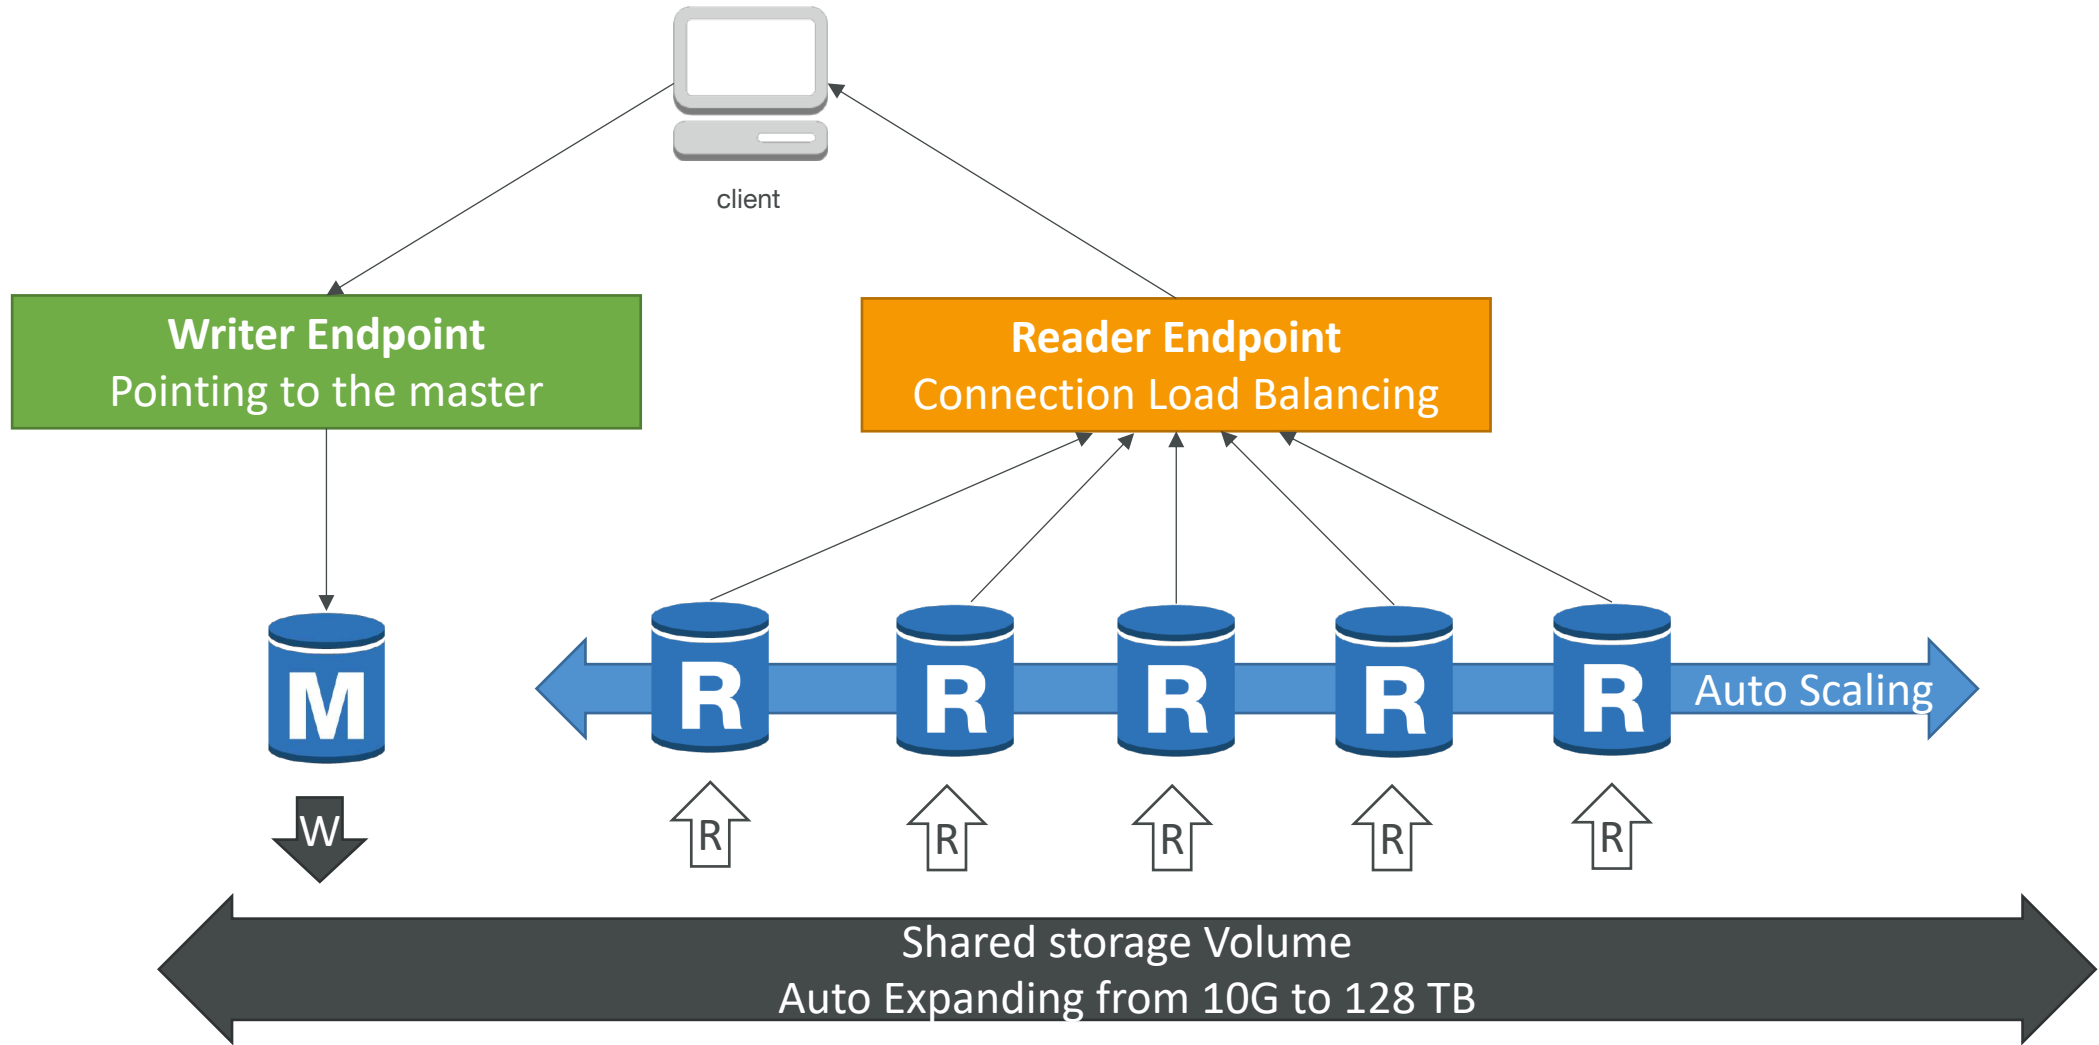 client
Writer Endpoint
Pointing to the master
Reader Endpoint
Connection Load Balancing
M
R
R
R
R
R
Auto Scaling
W
R
R
R
R
R
Shared storage Volume
Auto Expanding from 10G to 128 TB